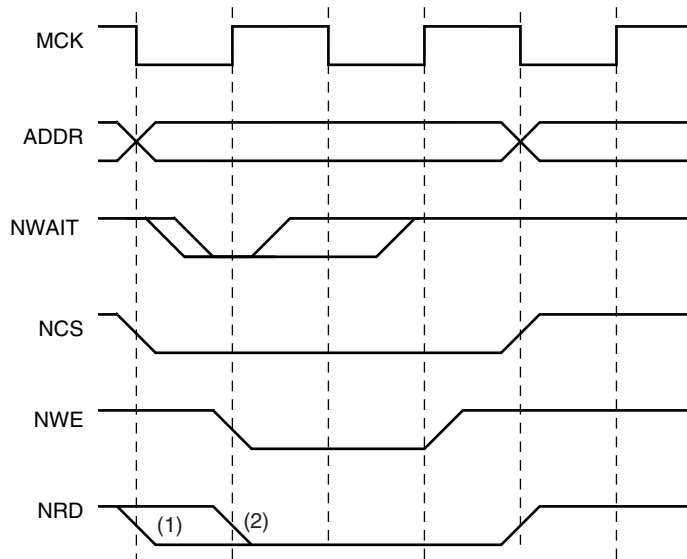 MCK
ADDR
NWAIT
NCS
NWE
NRD
(1)
(2)